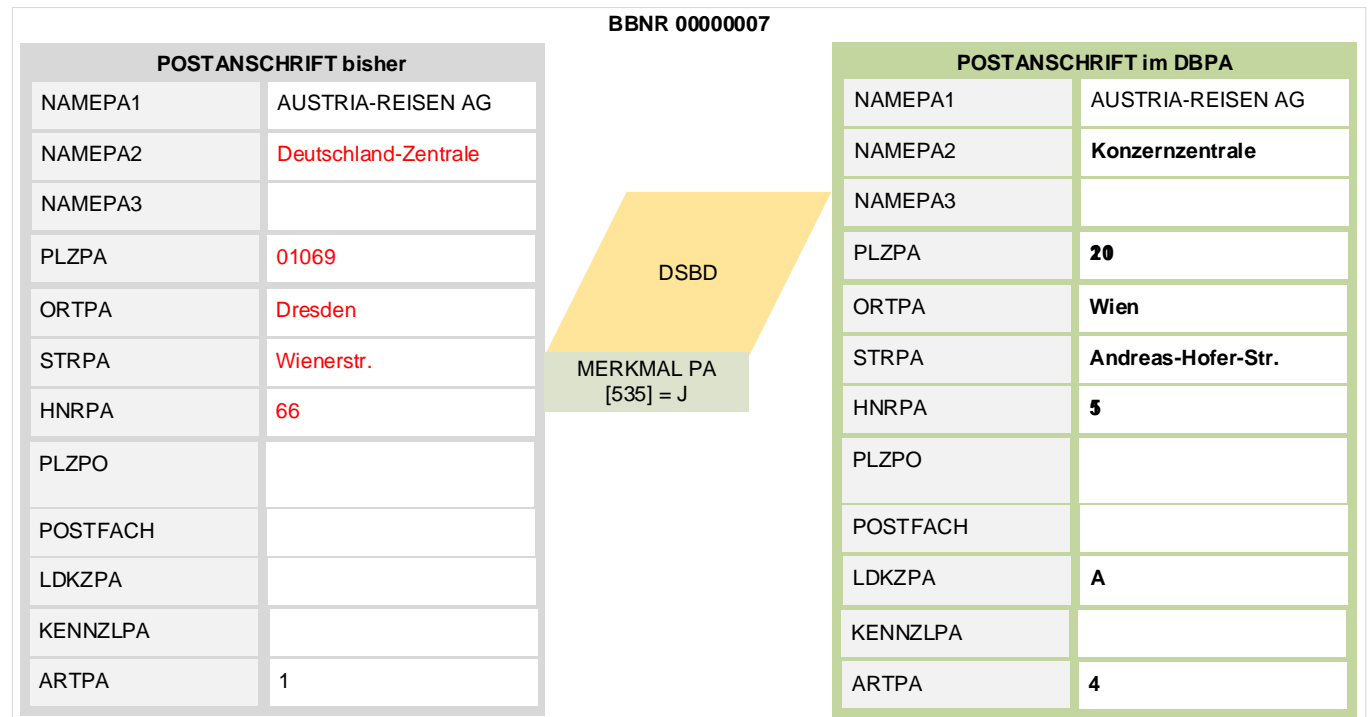 BBNR 00000007
POSTANSCHRIFT bisher
NAMEPA1 AUSTRIA-REISEN AG
NAMEPA2 Deutschland-Zentrale
NAMEPA3
PLZPA 01069
ORTPA Dresden
STRPA Wienerstr.
HNRPA 66
PLZPO
POSTFACH
LDKZPA
KENNZLPA
ARTPA 1
DSBD
MERKMAL PA
[535] = J
POSTANSCHRIFT im DBPA
NAMEPA1 AUSTRIA-REISEN AG
NAMEPA2 Konzernzentrale
NAMEPA3
PLZPA
ORTPA Wien
STRPA Andreas-Hofer-Str.
HNRPA
PLZPO
POSTFACH
LDKZPA A
KENNZLPA
ARTPA 4